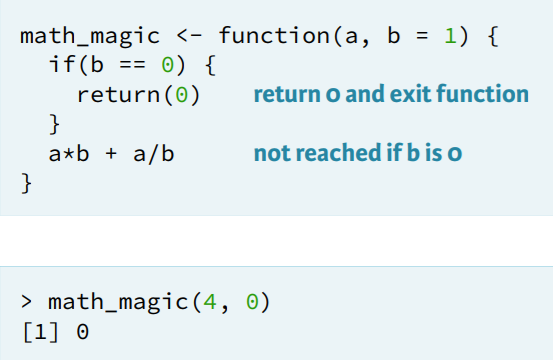 math_magic <- function(a, b = 1) {
if(b == 0) {
return(0) return 0 and exit function
}
a*b + a/b not reached if b is 0
}
> math_magic(4, 0)
[1] 0